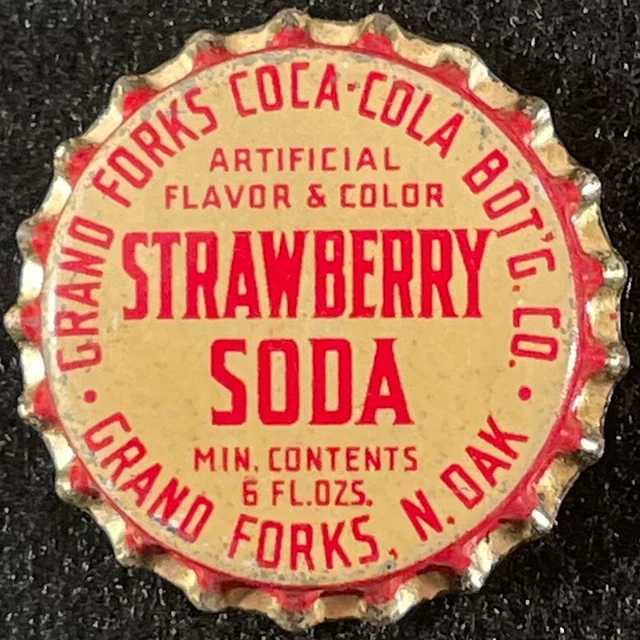 GRAND FORKS COCA-COLA BOT'G. CO.
ARTIFICIAL
FLAVOR & COLOR
STRAWBERRY
SODA
MIN. CONTENTS
6 FL.OZS.
• GRAND FORKS, N. DAK •